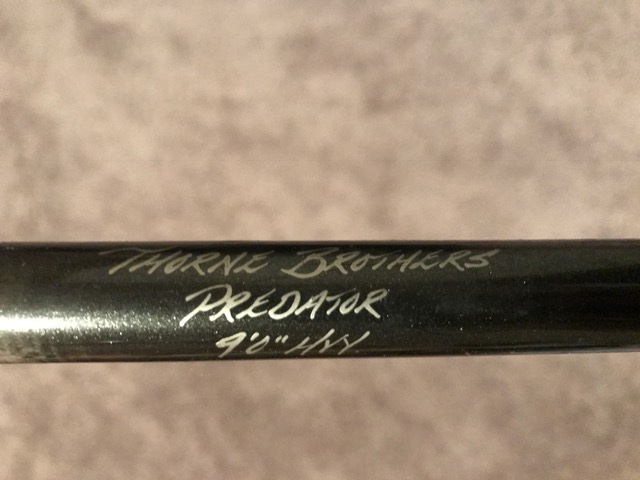 THORNE BROTHERS
PREDATOR
9'0" HVY